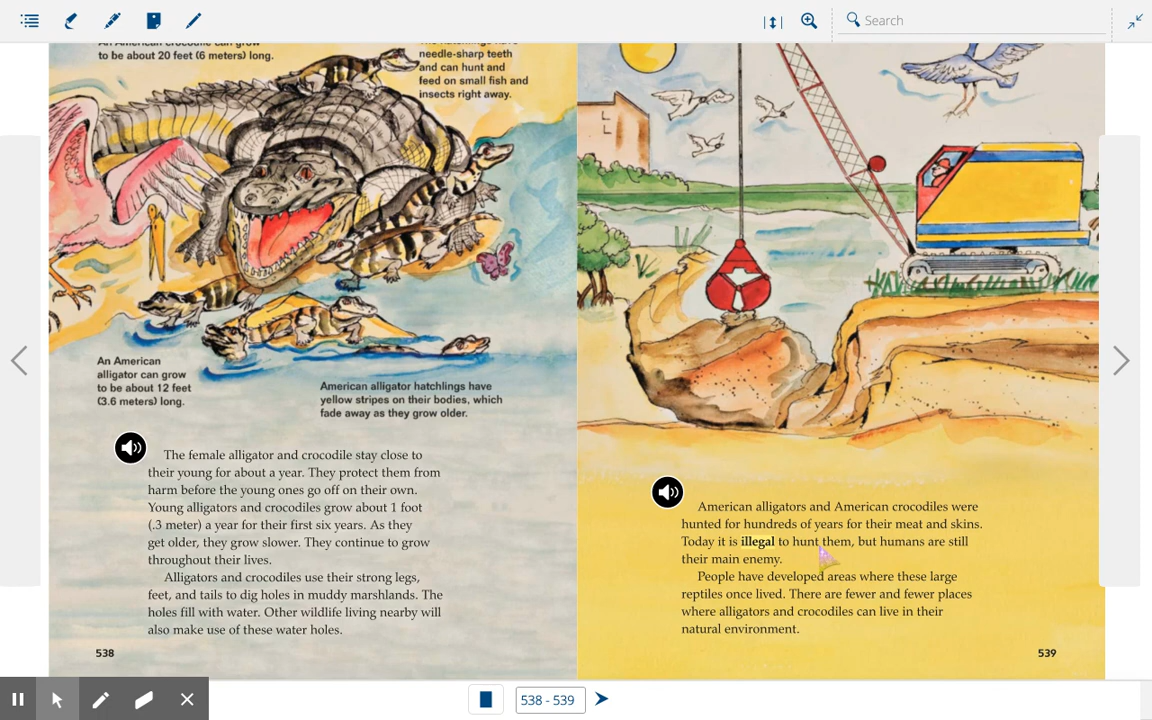 Search
An American crocodile can grow
to be about 20 feet (6 meters) long.
needle-sharp teeth
and can hunt and
feed on small fish and
insects right away.
An American
alligator can grow
to be about 12 feet
(3.6 meters) long.
American alligator hatchlings have
yellow stripes on their bodies, which
fade away as they grow older.
The female alligator and crocodile stay close to
their young for about a year. They protect them from
harm before the young ones go off on their own.
Young alligators and crocodiles grow about 1 foot
(.3 meter) a year for their first six years. As they
get older, they grow slower. They continue to grow
throughout their lives.
Alligators and crocodiles use their strong legs,
feet, and tails to dig holes in muddy marshlands. The
holes fill with water. Other wildlife living nearby will
also make use of these water holes.
538
American alligators and American crocodiles were
hunted for hundreds of years for their meat and skins.
Today it is illegal to hunt them, but humans are still
their main enemy.
People have developed areas where these large
reptiles once lived. There are fewer and fewer places
where alligators and crocodiles can live in their
natural environment.
539
538 - 539